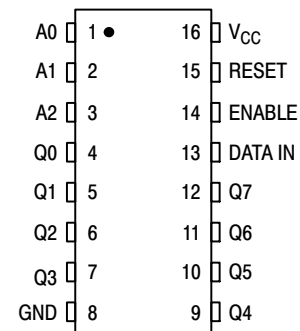 A0 1 16 VCC
A1 2 15 RESET
A2 3 14 ENABLE
Q0 4 13 DATA IN
Q1 5 12 Q7
Q2 6 11 Q6
Q3 7 10 Q5
GND 8 9 Q4